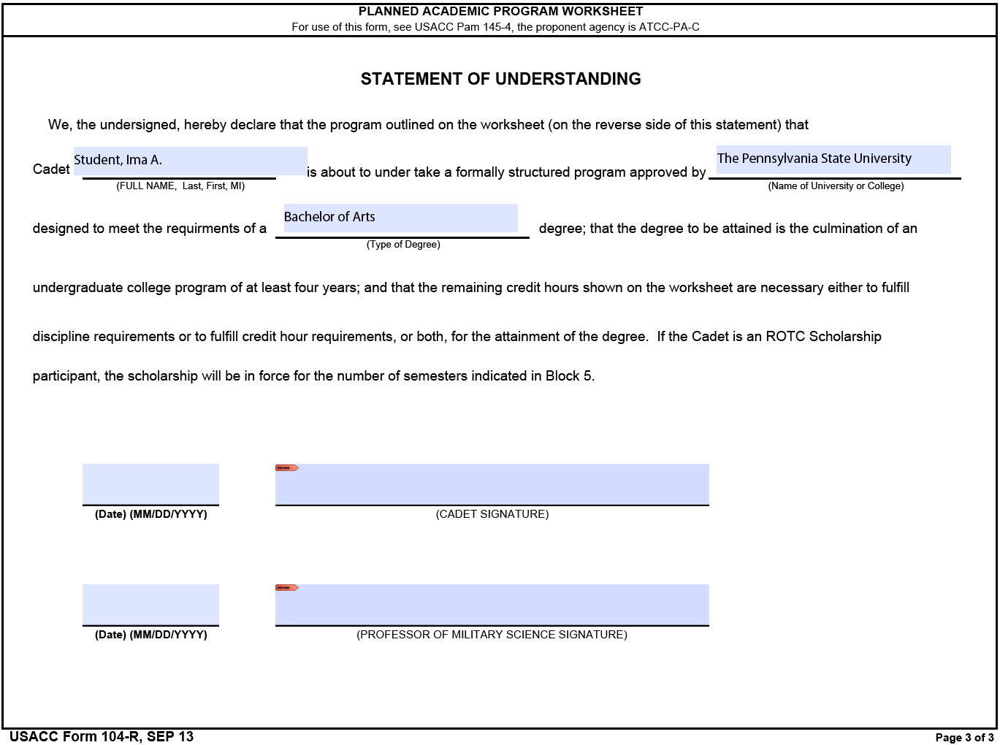 PLANNED ACADEMIC PROGRAM WORKSHEET
For use of this form, see USACC Pam 145-4, the proponent agency is ATCC-PA-C
STATEMENT OF UNDERSTANDING
We, the undersigned, hereby declare that the program outlined on the worksheet (on the reverse side of this statement) that
Cadet Student, Ima A. is about to under take a formally structured program approved by The Pennsylvania State University
(FULL NAME, Last, First, MI) (Name of University or College)
designed to meet the requirments of a Bachelor of Arts degree; that the degree to be attained is the culmination of an
(Type of Degree)
undergraduate college program of at least four years; and that the remaining credit hours shown on the worksheet are necessary either to fulfill
discipline requirements or to fulfill credit hour requirements, or both, for the attainment of the degree. If the Cadet is an ROTC Scholarship
participant, the scholarship will be in force for the number of semesters indicated in Block 5.
(Date) (MM/DD/YYYY) (CADET SIGNATURE)
(Date) (MM/DD/YYYY) (PROFESSOR OF MILITARY SCIENCE SIGNATURE)
USACC Form 104-R, SEP 13 Page 3 of 3